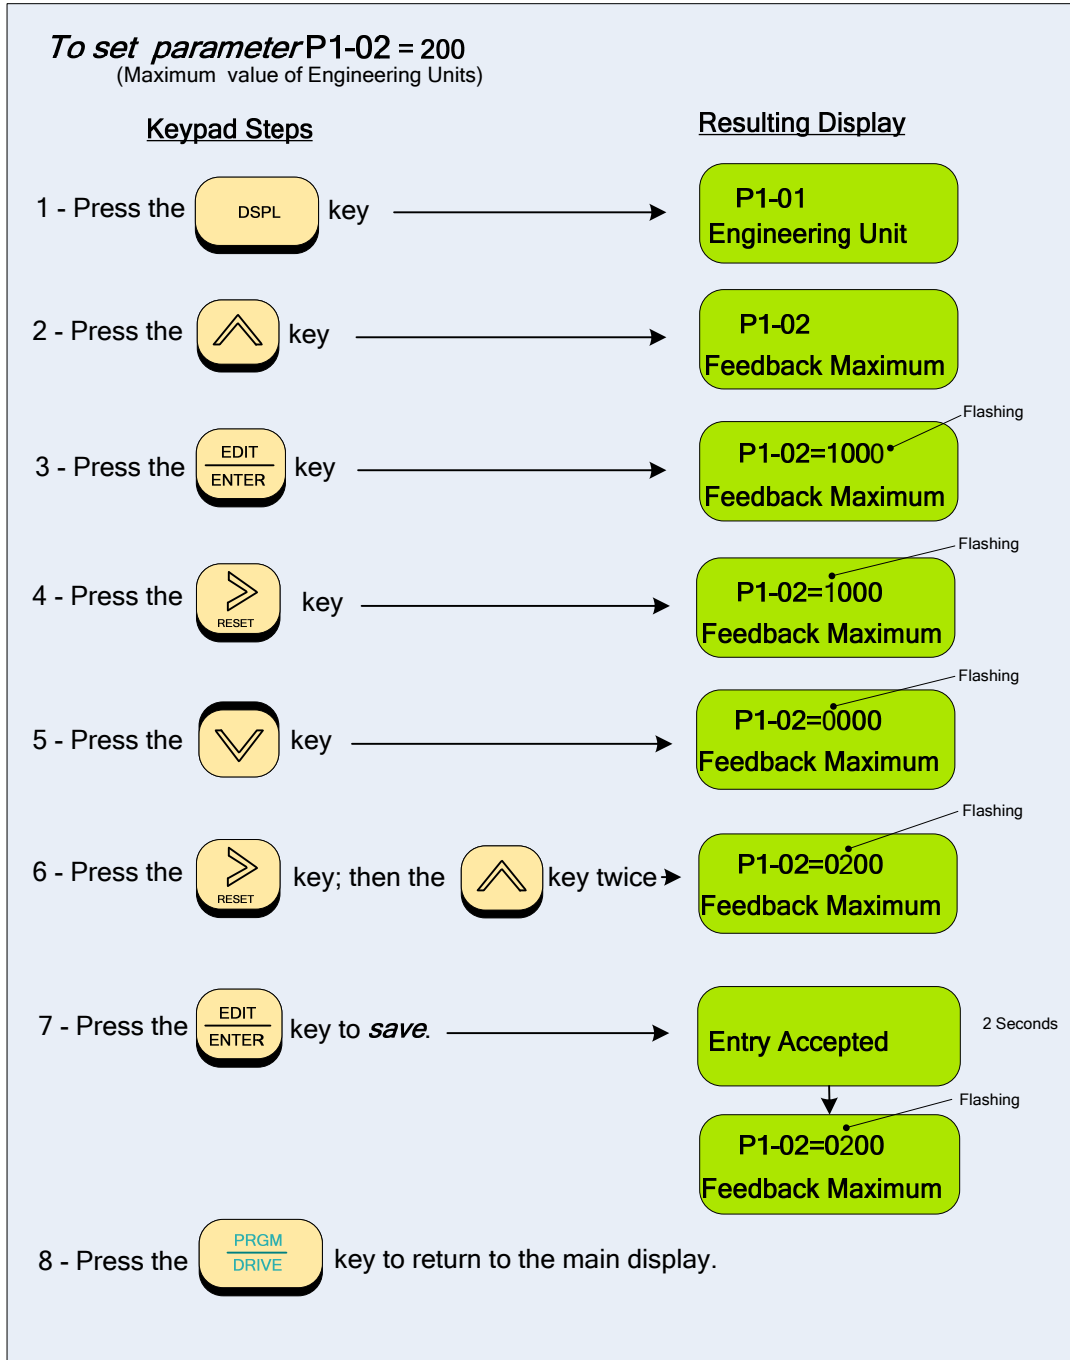 To set parameter P1-02 = 200
(Maximum value of Engineering Units)
Keypad Steps
Resulting Display
1 - Press the DSPL key
P1-01
Engineering Unit
2 - Press the key
P1-02
Feedback Maximum
3 - Press the EDIT ENTER key
Flashing
P1-02=1000
Feedback Maximum
4 - Press the RESET key
Flashing
P1-02=1000
Feedback Maximum
5 - Press the key
Flashing
P1-02=0000
Feedback Maximum
6 - Press the RESET key; then the key twice
Flashing
P1-02=0200
Feedback Maximum
7 - Press the EDIT ENTER key to save.
Entry Accepted
2 Seconds
Flashing
P1-02=0200
Feedback Maximum
8 - Press the PRGM DRIVE key to return to the main display.